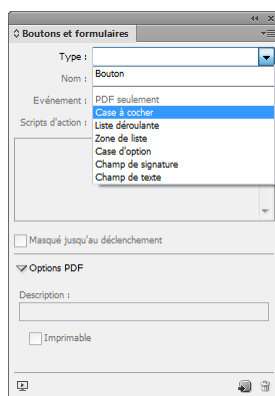 Boutons et formulaires
Type :
Nom :
Bouton
Evénement :
PDF seulement
Scripts d'action :
Case à cocher
Liste déroulante
Zone de liste
Case d'option
Champ de signature
Champ de texte
Masqué jusqu'au déclenchement
Options PDF
Description :
Imprimable